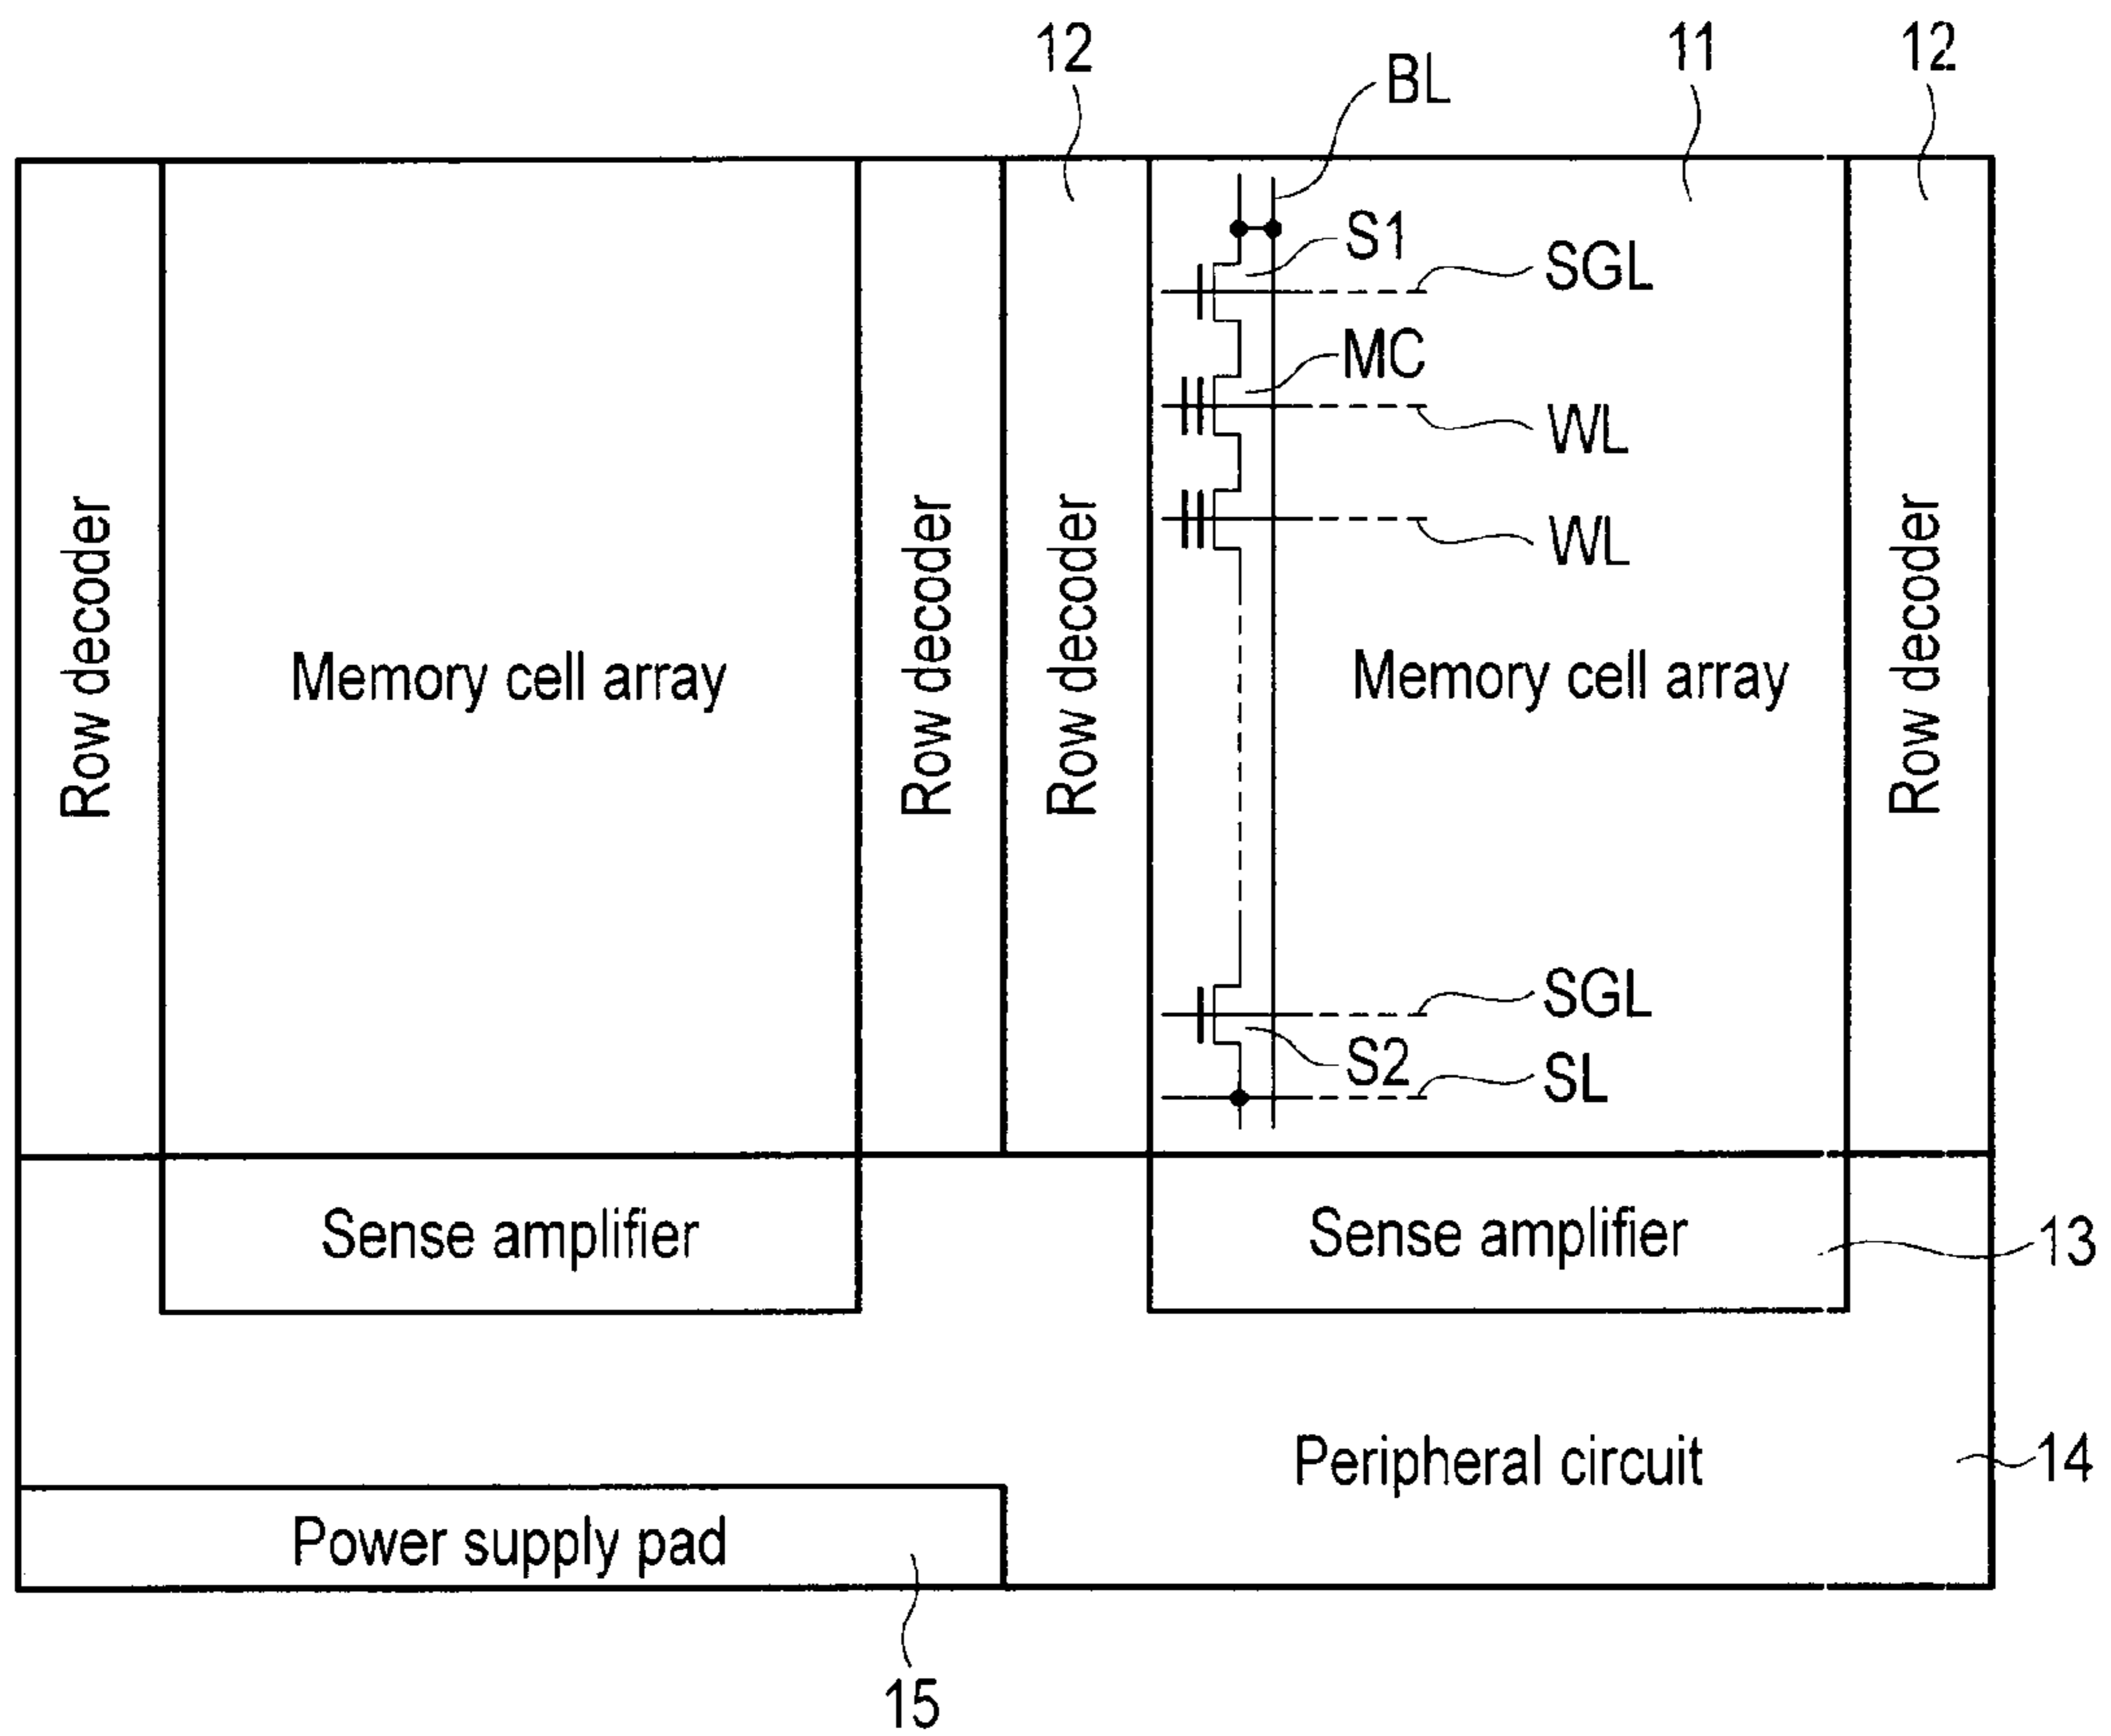 12
BL
11
12
S1
SGL
MC
WL
WL
Row decoder
Memory cell array
Row decoder
Row decoder
Memory cell array
Row decoder
SGL
S2
SL
Sense amplifier
Sense amplifier
13
Peripheral circuit
14
Power supply pad
15